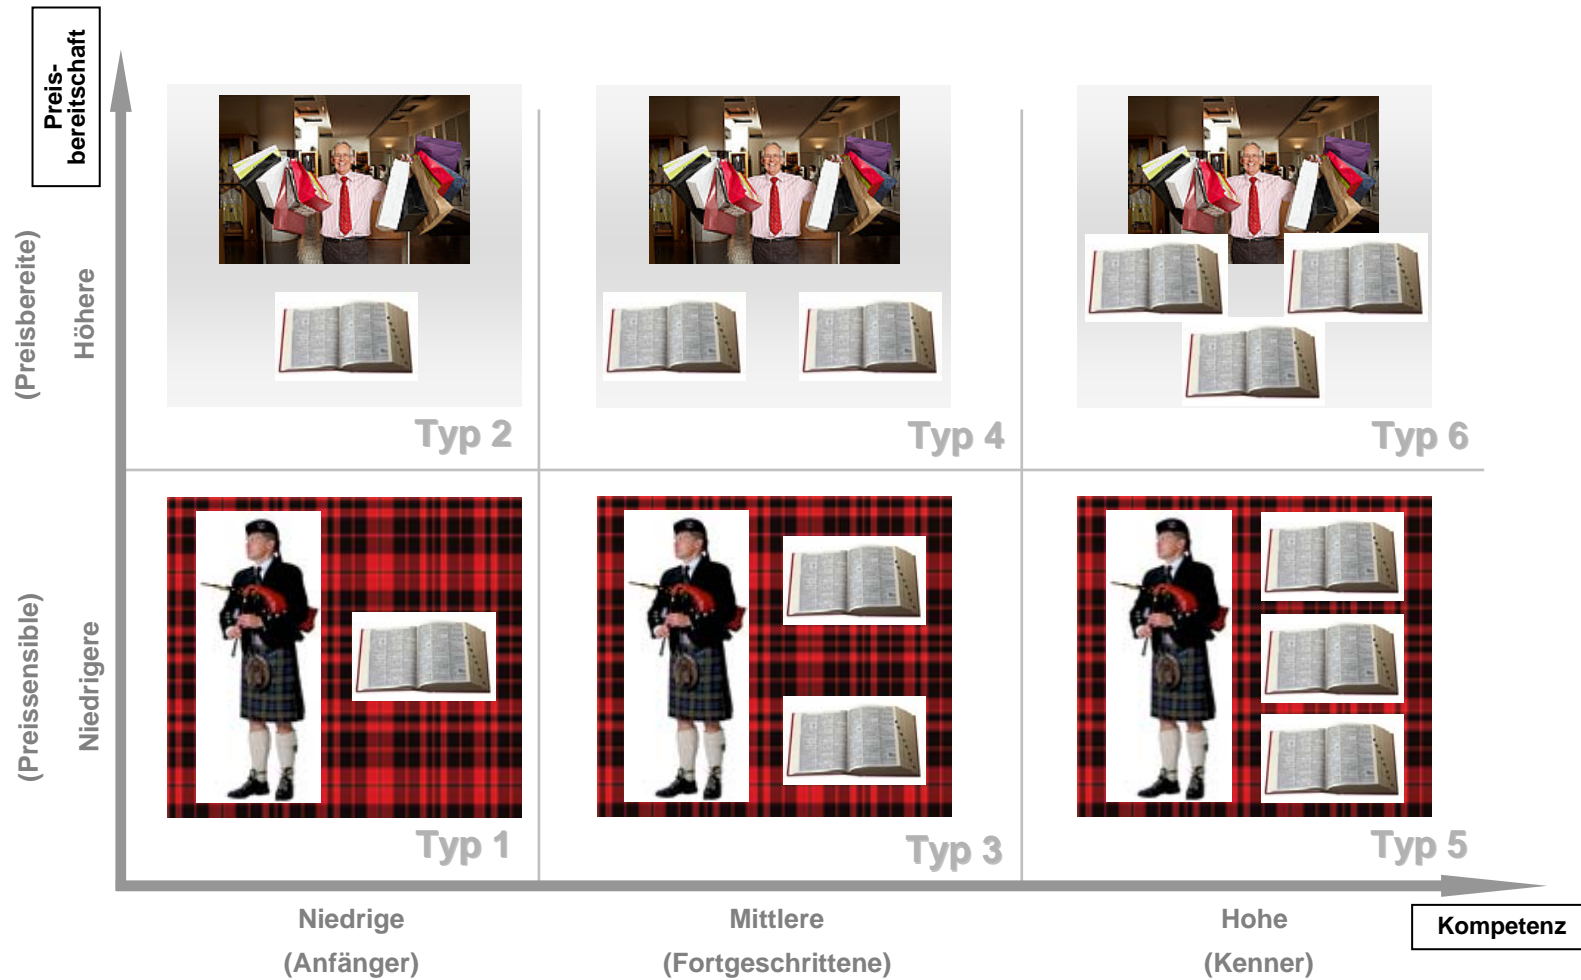 Preis-
bereitschaft
(Preisbereite)
Höhere
Typ 2
Typ 4
Typ 6
(Preissensible)
Niedrigere
Typ 1
Typ 3
Typ 5
Niedrige
(Anfänger)
Mittlere
(Fortgeschrittene)
Hohe
(Kenner)
Kompetenz